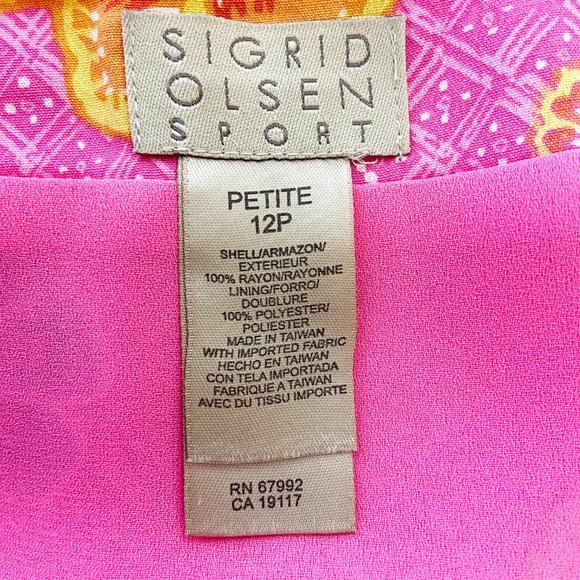 SIGRID
OLSEN
SPORT
PETITE
12P
SHELL/ARMAZON/
EXTERIEUR
100% RAYON/RAYONNE
LINING/FORRO/
DOUBLURE
100% POLYESTER/
POLIESTER
MADE IN TAIWAN
WITH IMPORTED FABRIC
HECHO EN TAIWAN
CON TELA IMPORTADA
FABRIQUE A TAIWAN
AVEC DU TISSU IMPORTE
RN 67992
CA 19117